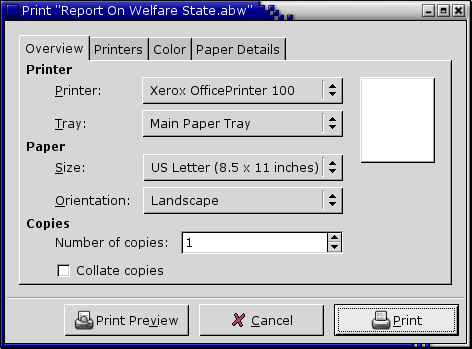 Print "Report On Welfare State.abw"
Overview Printers Color Paper Details
Printer
Printer: Xerox OfficePrinter 100
Tray: Main Paper Tray
Paper
Size: US Letter (8.5 x 11 inches)
Orientation: Landscape
Copies
Number of copies: 1
Collate copies
Print Preview Cancel Print